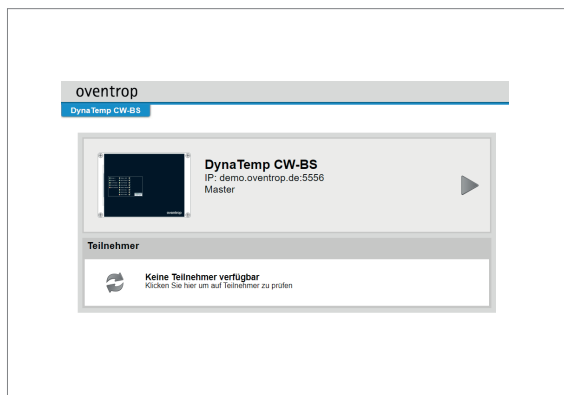 oventrop
DynaTemp CW-BS
DynaTemp CW-BS
IP: demo.oventrop.de:5556
Master
oventrop
Teilnehmer
Keine Teilnehmer verfügbar
Klicken Sie hier um auf Teilnehmer zu prüfen